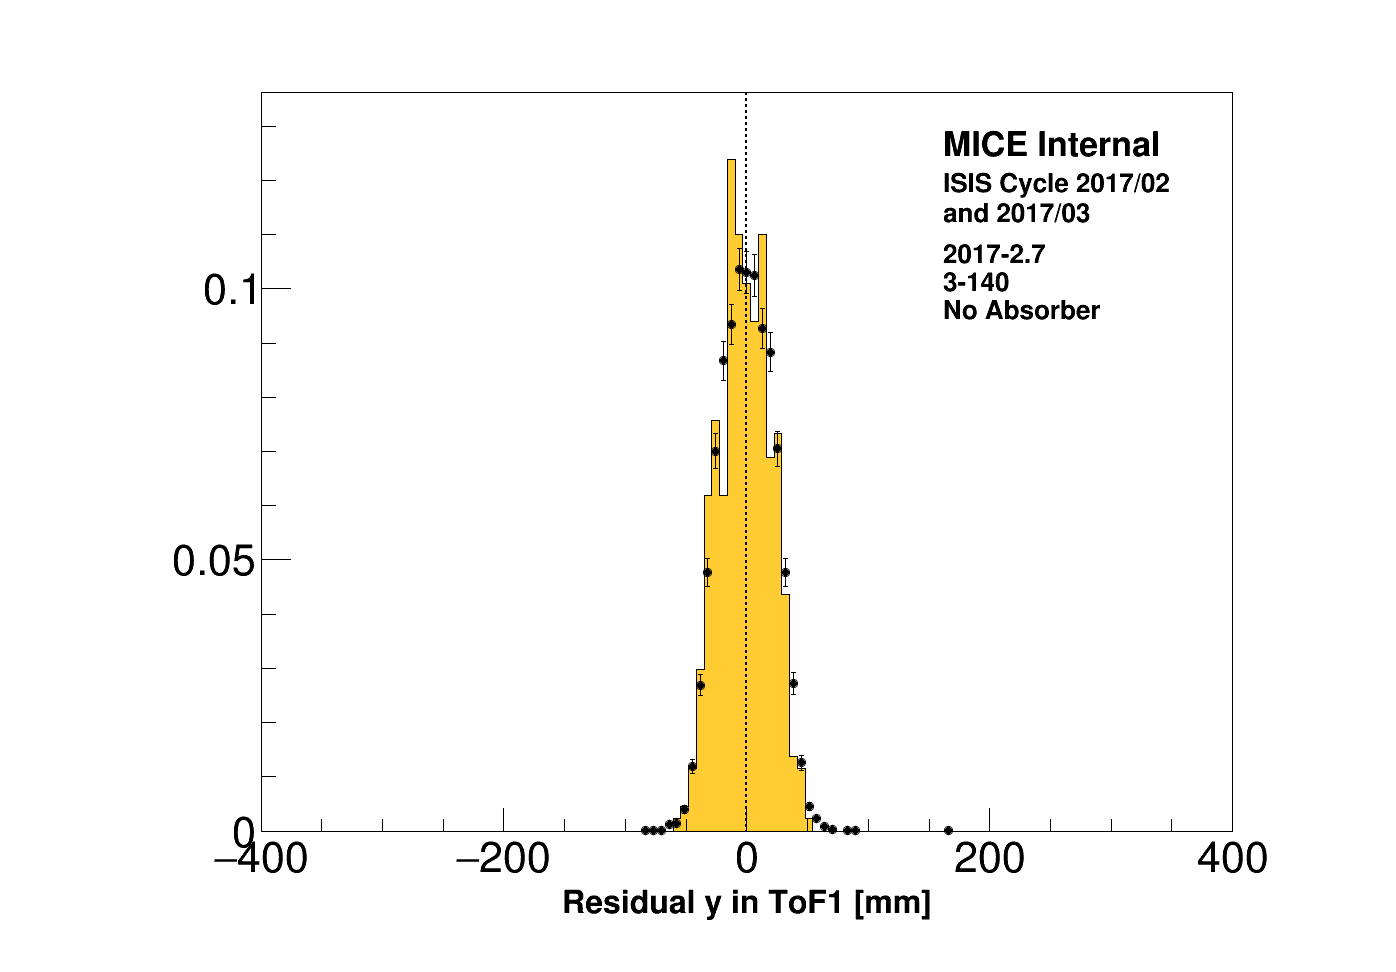 MICE Internal
ISIS Cycle 2017/02
and 2017/03
2017-2.7
3-140
No Absorber
0.1
0.05
0
−400 −200 0 200 400
Residual y in ToF1 [mm]